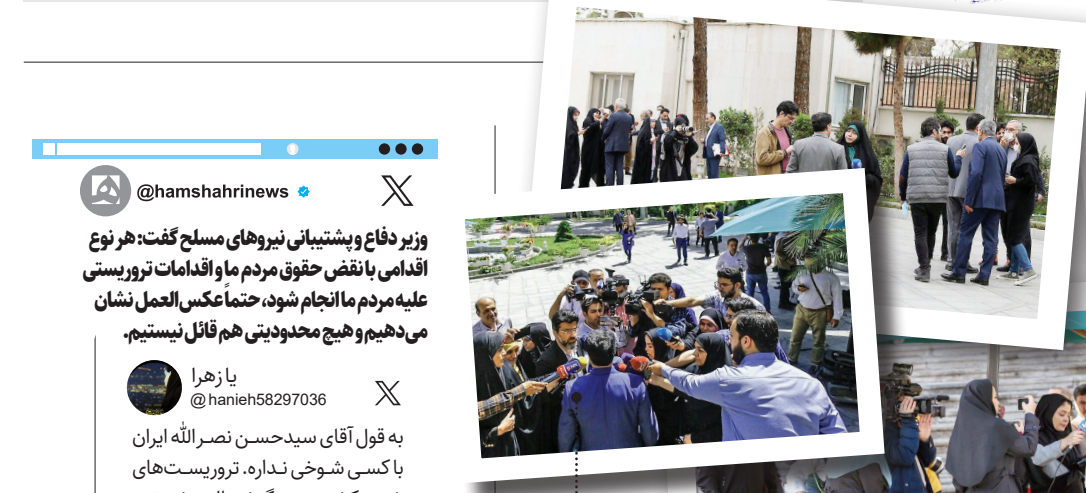 @hamshahrinews
وزیر دفاع و پشتیبانی نیروهای مسلح گفت: هر نوع
اقدامی با نقض حقوق مردم ما و اقدامات تروریستی
علیه مردم ما انجام شود، حتماً عکس‌العمل نشان
می‌دهیم و هیچ محدودیتی هم قائل نیستیم.
یا زهرا
@hanieh58297036
به قول آقای سیدحسن نصرالله ایران
با کسی شوخی نداره. تروریست‌های